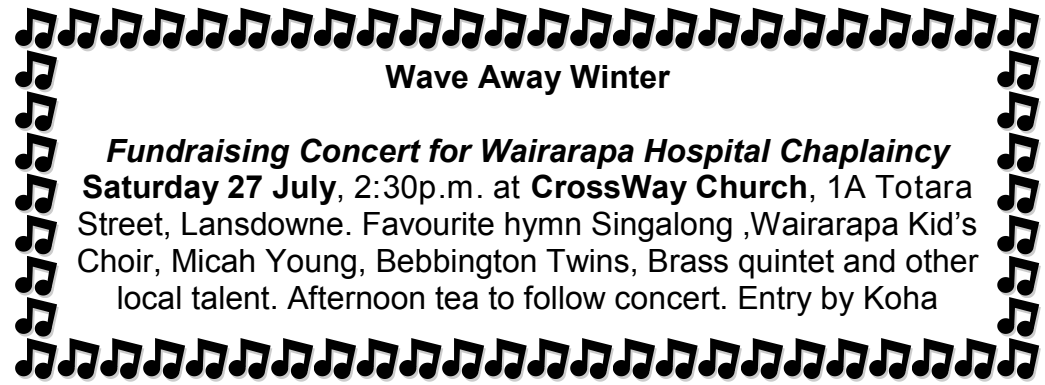 Wave Away Winter
Fundraising Concert for Wairarapa Hospital Chaplaincy
Saturday 27 July, 2:30p.m. at CrossWay Church, 1A Totara
Street, Lansdowne. Favourite hymn Singalong ,Wairarapa Kid's
Choir, Micah Young, Bebbington Twins, Brass quintet and other
local talent. Afternoon tea to follow concert. Entry by Koha